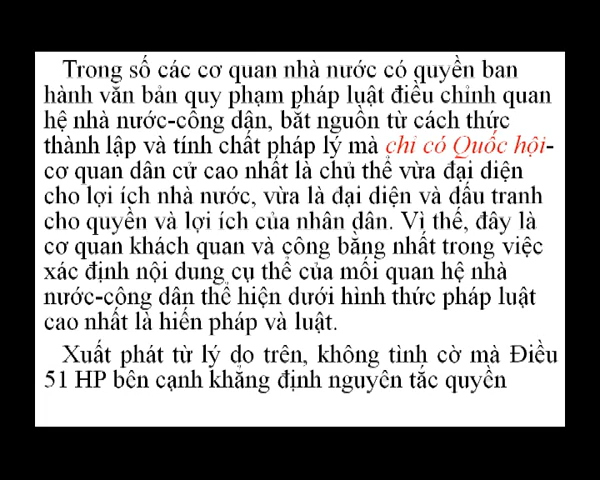 Trong số các cơ quan nhà nước có quyền ban
hành văn bản quy phạm pháp luật điều chỉnh quan
hệ nhà nước-công dân, bắt nguồn từ cách thức
thành lập và tính chất pháp lý mà chỉ có Quốc hội-
cơ quan dân cử cao nhất là chủ thể vừa đại diện
cho lợi ích nhà nước, vừa là đại diện và đấu tranh
cho quyền và lợi ích của nhân dân. Vì thế, đây là
cơ quan khách quan và công bằng nhất trong việc
xác định nội dung cụ thể của mối quan hệ nhà
nước-công dân thể hiện dưới hình thức pháp luật
cao nhất là hiến pháp và luật.
Xuất phát từ lý do trên, không tình cờ mà Điều
51 HP bên cạnh khẳng định nguyên tắc quyền